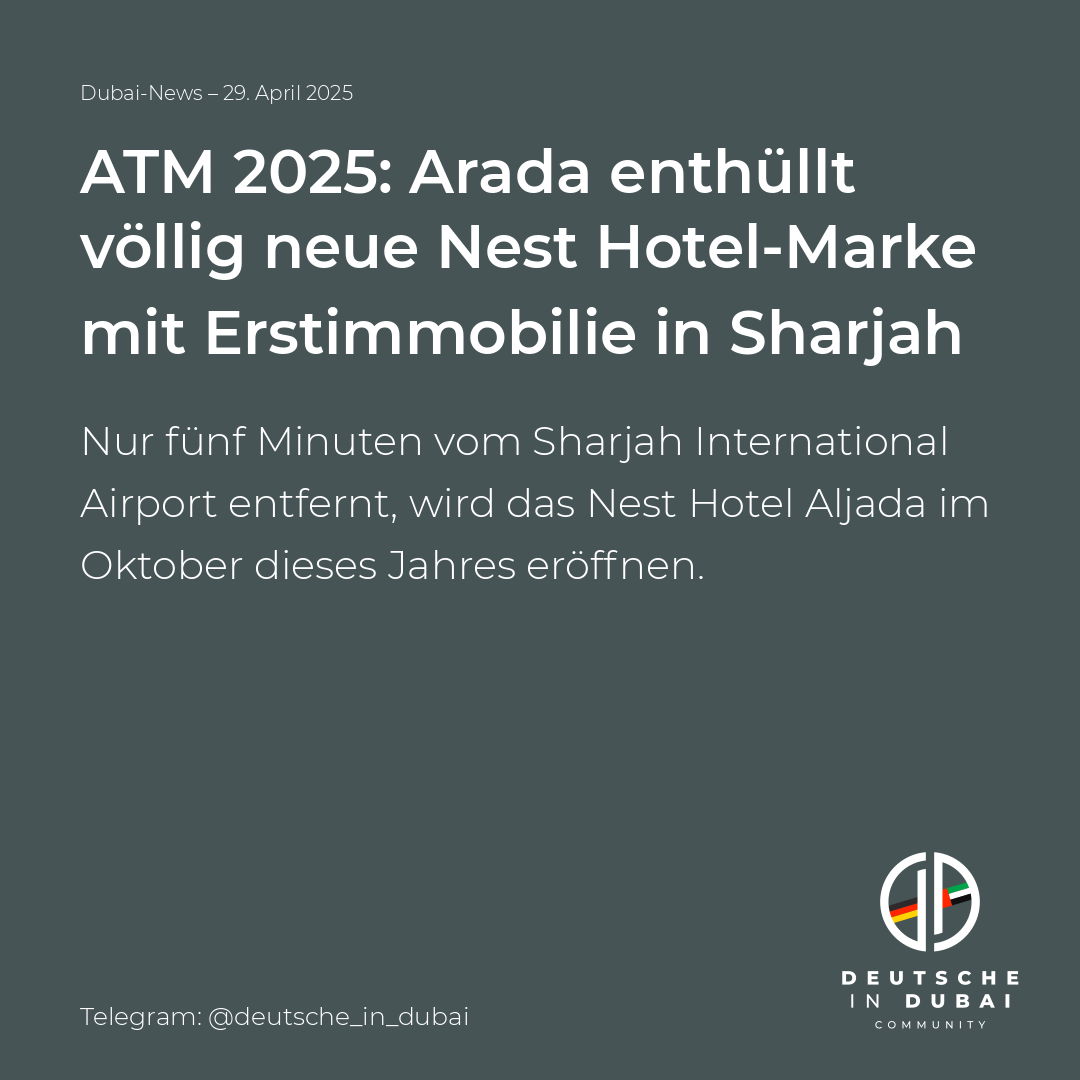 Dubai-News – 29. April 2025
ATM 2025: Arada enthüllt
völlig neue Nest Hotel-Marke
mit Erstimmobilie in Sharjah
Nur fünf Minuten vom Sharjah International
Airport entfernt, wird das Nest Hotel Aljada im
Oktober dieses Jahres eröffnen.
DEUTSCHE
IN DUBAI
COMMUNITY
Telegram: @deutsche_in_dubai